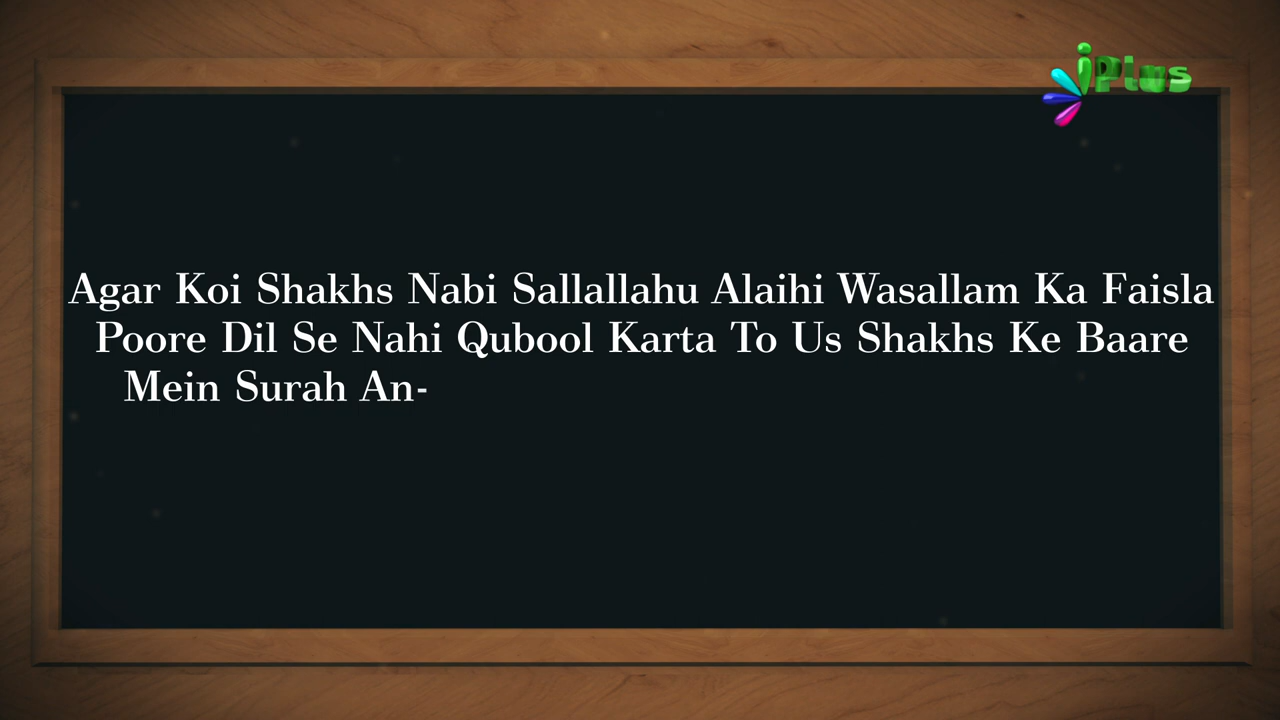 iPlus
Agar Koi Shakhs Nabi Sallallahu Alaihi Wasallam Ka Faisla
Poore Dil Se Nahi Qubool Karta To Us Shakhs Ke Baare
Mein Surah An-